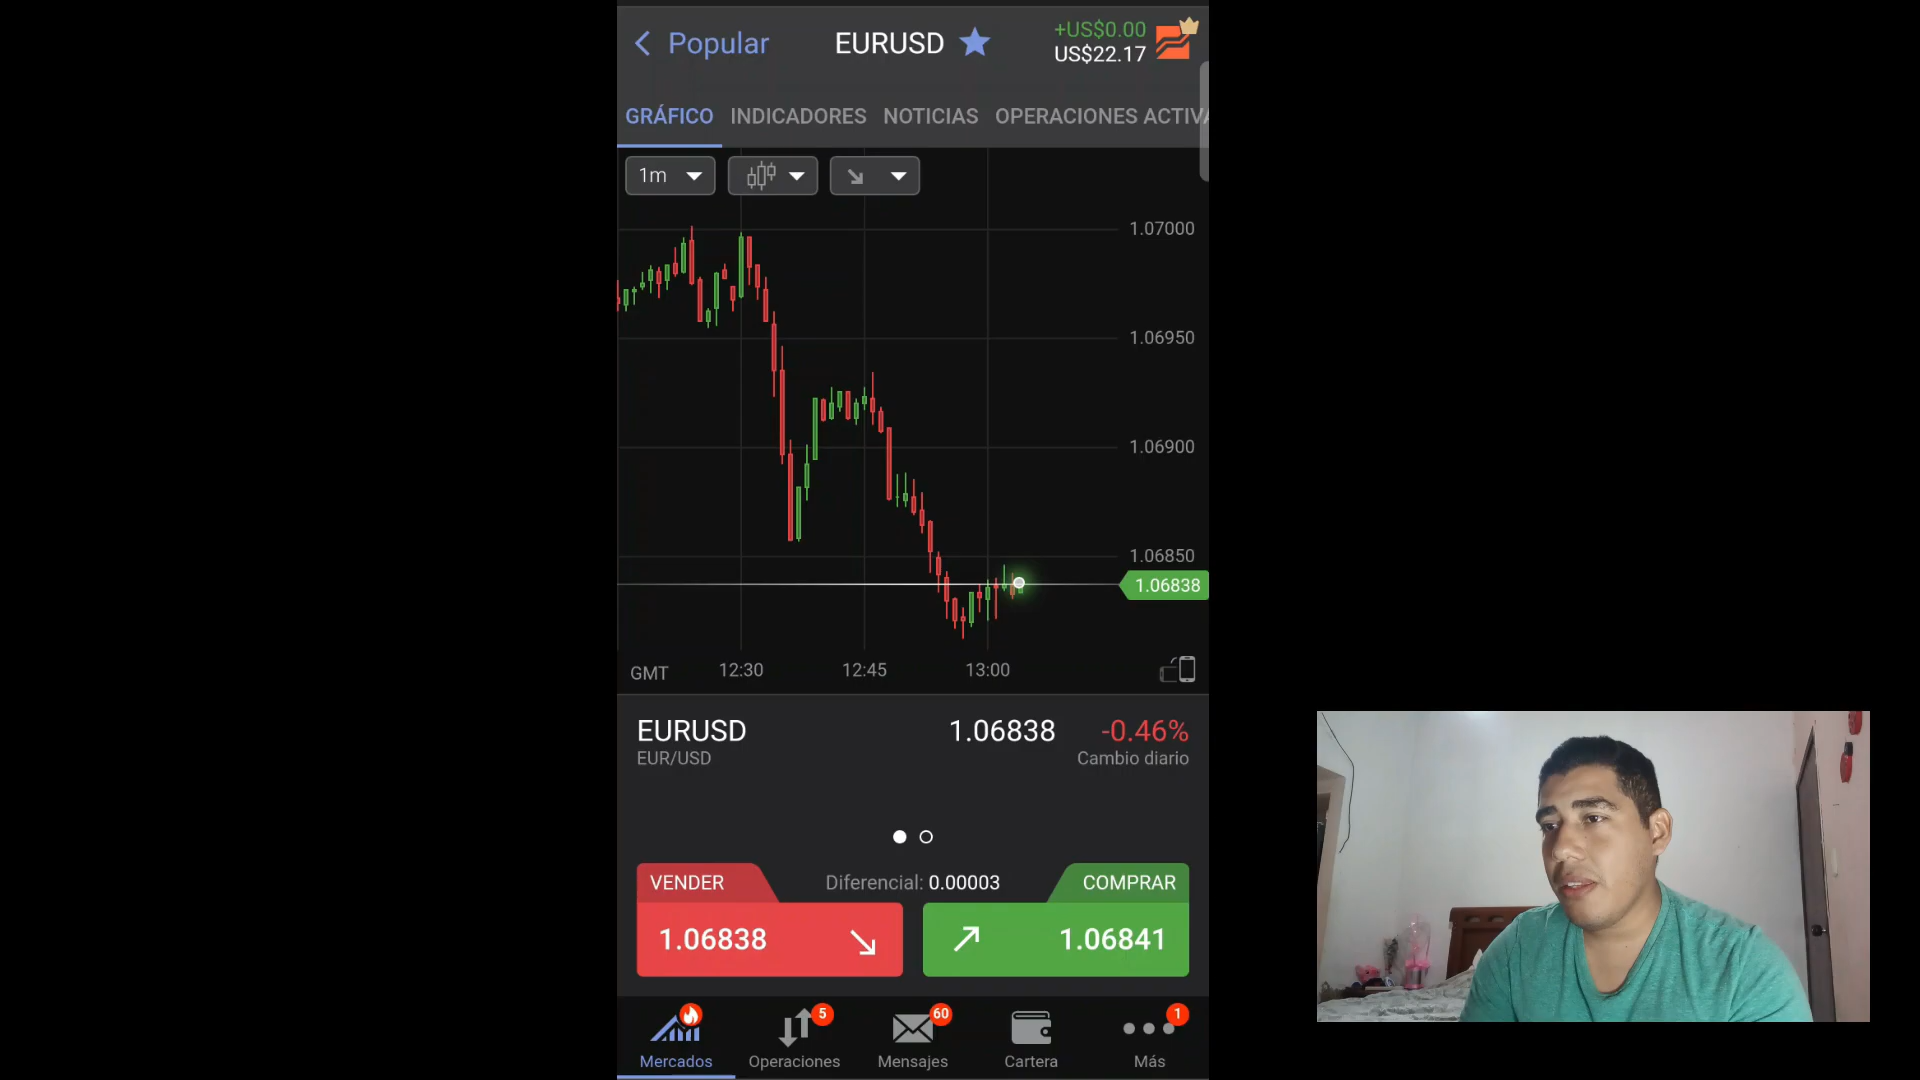 Popular
EURUSD
+US$0.00
US$22.17
GRÁFICO INDICADORES NOTICIAS OPERACIONES ACTIVA
1m
1.07000
1.06950
1.06900
1.06850
1.06838
GMT 12:30 12:45 13:00
EURUSD 1.06838 -0.46%
EUR/USD Cambio diario
VENDER Diferencial: 0.00003 COMPRAR
1.06838 1.06841
5 60 1
Mercados Operaciones Mensajes Cartera Más